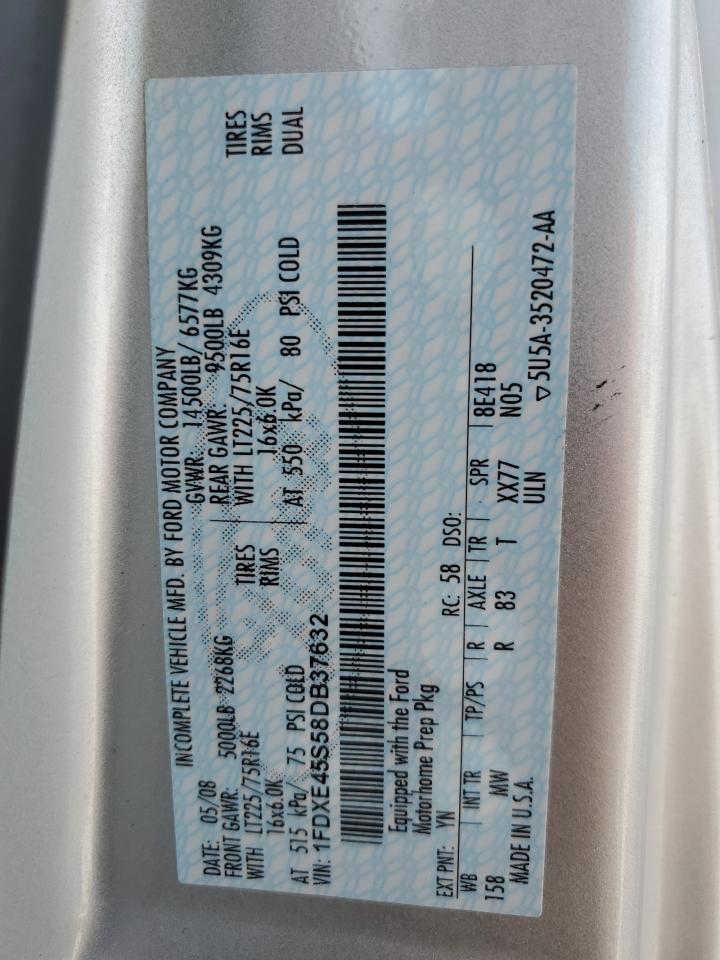 INCOMPLETE VEHICLE MFD. BY FORD MOTOR COMPANY
DATE: 05/08 GVWR: 14500LB/ 6577KG
FRONT GAWR: 5000LB 2268KG REAR GAWR: 9500LB 4309KG
WITH LT225/75R16E TIRES WITH LT225/75R16E TIRES
16x6.0K RIMS 16x6.0K RIMS
AT 515 kPa/ 75 PSI COLD AT 550 kPa/ 80 PSI COLD DUAL
VIN: 1FDXE45S58DB37632
Equipped with the Ford
Motorhome Prep Pkg
EXT PNT: YN RC: 58 DSO:
WB INT TR TP/PS R AXLE TR SPR 8E418
158 MW R 83 T XX77 N05
MADE IN U.S.A. ULN
▽5U5A-3520472-AA